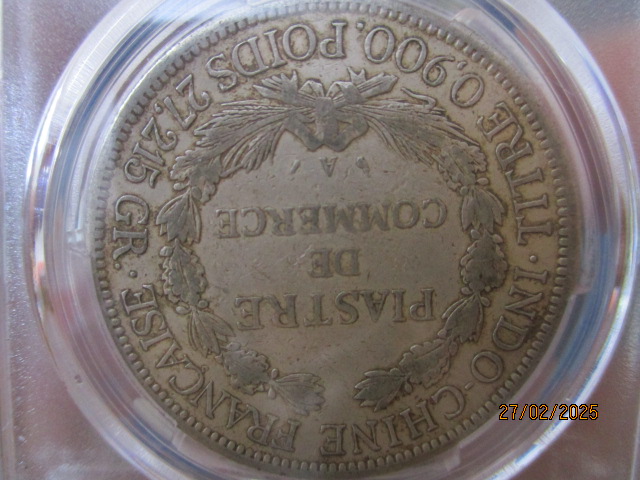 INDO-CHINE FRANÇAISE
PIASTRE
DE
COMMERCE
A
TITRE 0,900. POIDS 27,215 GR.
27/02/2025